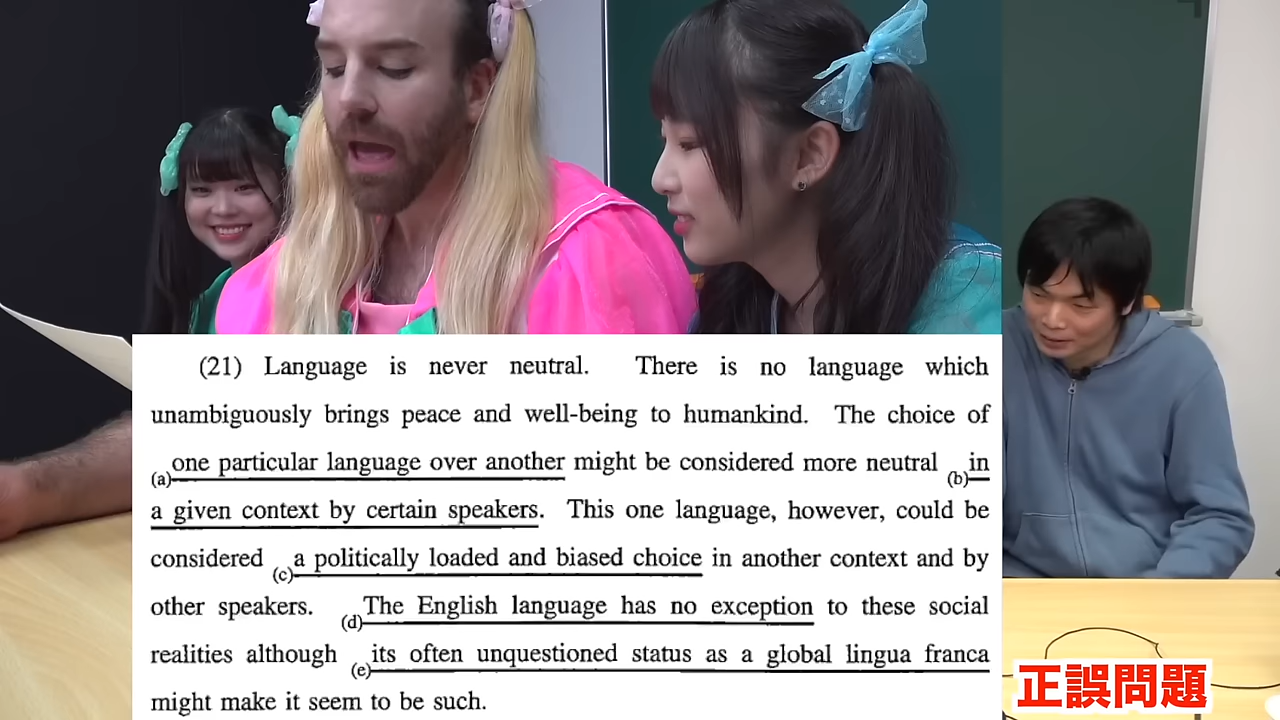 (21) Language is never neutral. There is no language which
unambiguously brings peace and well-being to humankind. The choice of
(a)one particular language over another might be considered more neutral (b)in
a given context by certain speakers. This one language, however, could be
considered (c)a politically loaded and biased choice in another context and by
other speakers. (d)The English language has no exception to these social
realities although (e)its often unquestioned status as a global lingua franca
might make it seem to be such.
正誤問題